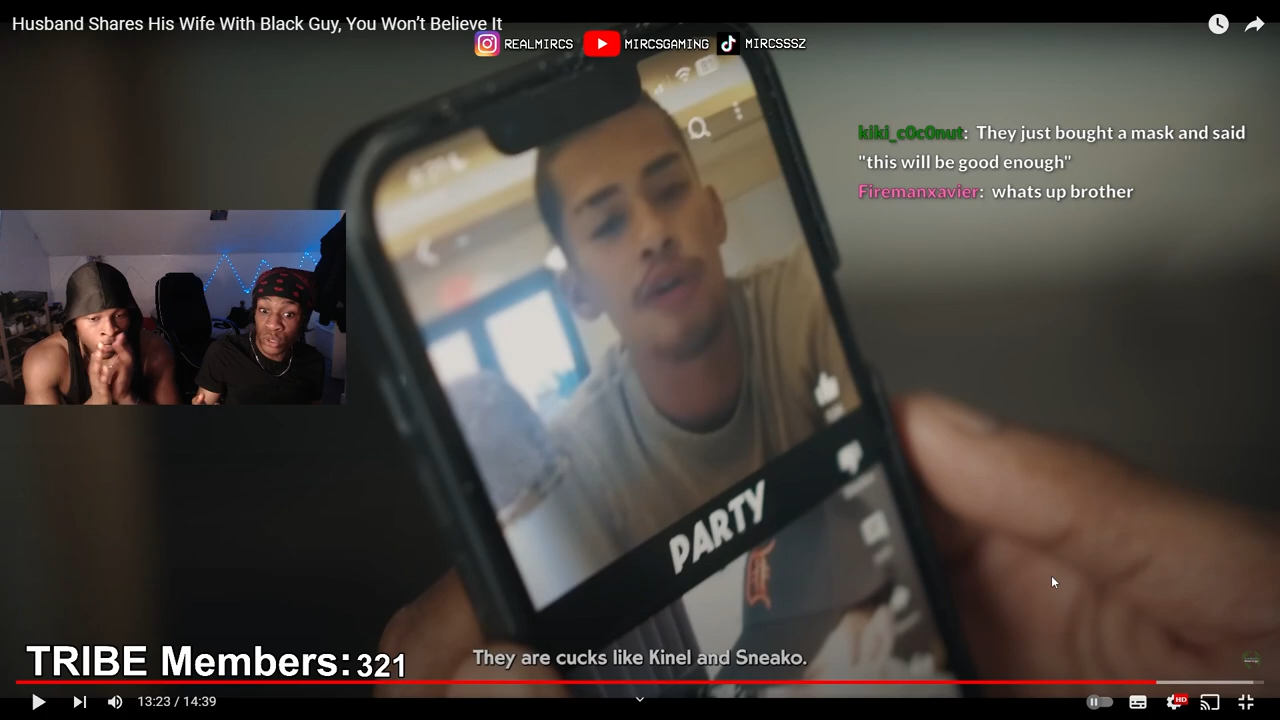 Husband Shares His Wife With Black Guy, You Won't Believe It
REALMIRCS MIRCSGAMING MIRCSSSZ
kiki_c0c0nut: They just bought a mask and said
"this will be good enough"
Firemanxavier: whats up brother
PARTY
TRIBE Members: 321
They are cucks like Kinel and Sneako.
13:23 / 14:39
HD